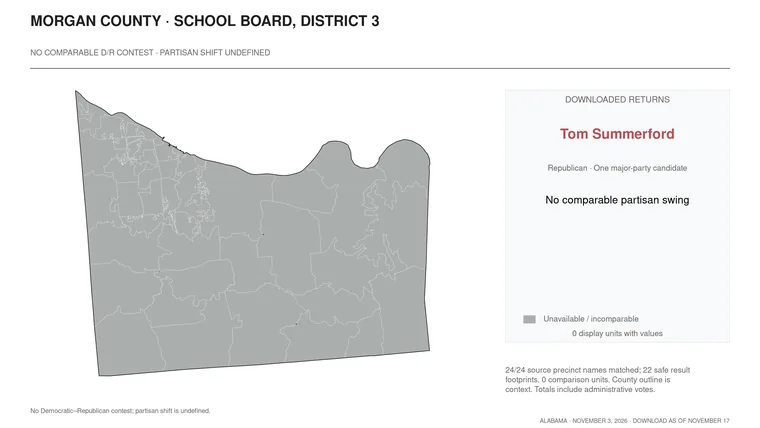 MORGAN COUNTY · SCHOOL BOARD, DISTRICT 3
NO COMPARABLE D/R CONTEST · PARTISAN SHIFT UNDEFINED
DOWNLOADED RETURNS
Tom Summerford
Republican · One major-party candidate
No comparable partisan swing
Unavailable / incomparable
0 display units with values
24/24 source precinct names matched; 22 safe result
footprints. 0 comparison units. County outline is
context. Totals include administrative votes.
No Democratic–Republican contest; partisan shift is undefined.
ALABAMA · NOVEMBER 3, 2026 · DOWNLOAD AS OF NOVEMBER 17